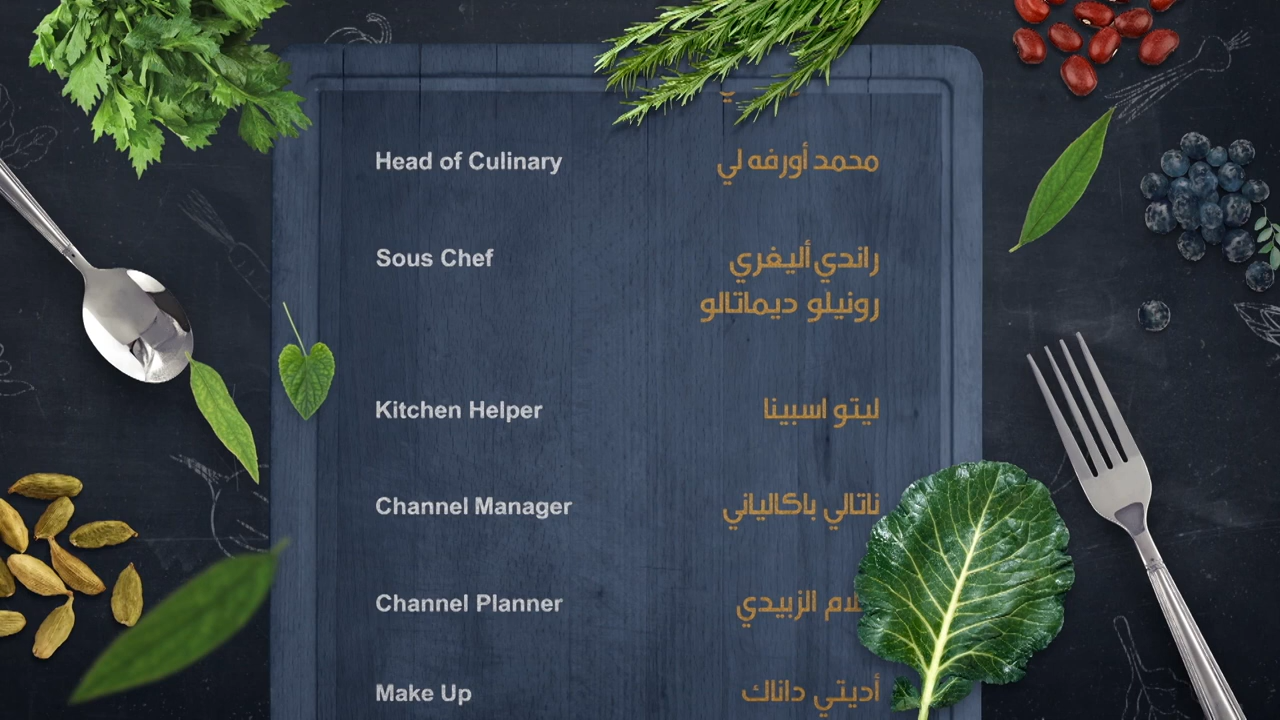 Head of Culinary محمد أورفه لي
Sous Chef راندي أليغري
رونيلو ديماتالو
Kitchen Helper ليتو اسبينا
Channel Manager ناتالي باكالياني
Channel Planner الزبيدي
Make Up أديتي داناك